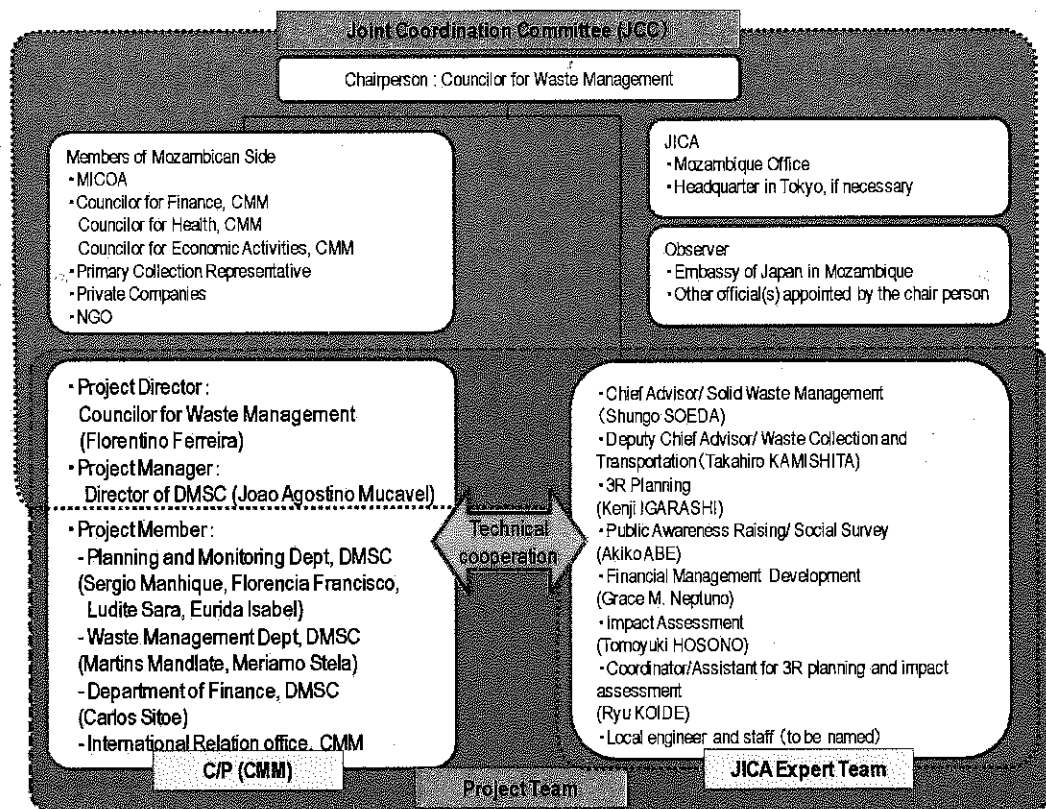 Joint Coordination Committee (JCC)
Chairperson : Councilor for Waste Management
Members of Mozambican Side
・MICOA
・Councilor for Finance, CMM
Councilor for Health, CMM
Councilor for Economic Activities, CMM
・Primary Collection Representative
・Private Companies
・NGO
JICA
・Mozambique Office
・Headquarter in Tokyo, if necessary
Observer
・Embassy of Japan in Mozambique
・Other official(s) appointed by the chair person
・Project Director :
Councilor for Waste Management
(Florentino Ferreira)
・Project Manager :
Director of DMSC (Joao Agostino Mucavel)
・Project Member :
- Planning and Monitoring Dept, DMSC
(Sergio Manhique, Florencia Francisco,
Ludite Sara, Eurida Isabel)
- Waste Management Dept, DMSC
(Martins Mandlate, Meriamo Stela)
- Department of Finance, DMSC
(Carlos Sitoe)
- International Relation office, CMM
C/P (CMM)
Technical
cooperation
・Chief Advisor/ Solid Waste Management
(Shungo SOEDA)
・Deputy Chief Advisor/ Waste Collection and
Transportation (Takahiro KAMISHITA)
・3R Planning
(Kenji IGARASHI)
・Public Awareness Raising/ Social Survey
(Akiko ABE)
・Financial Management Development
(Grace M. Neptuno)
・Impact Assessment
(Tomoyuki HOSONO)
・Coordinator/Assistant for 3R planning and impact
assessment
(Ryu KOIDE)
・Local engineer and staff (to be named)
JICA Expert Team
Project Team